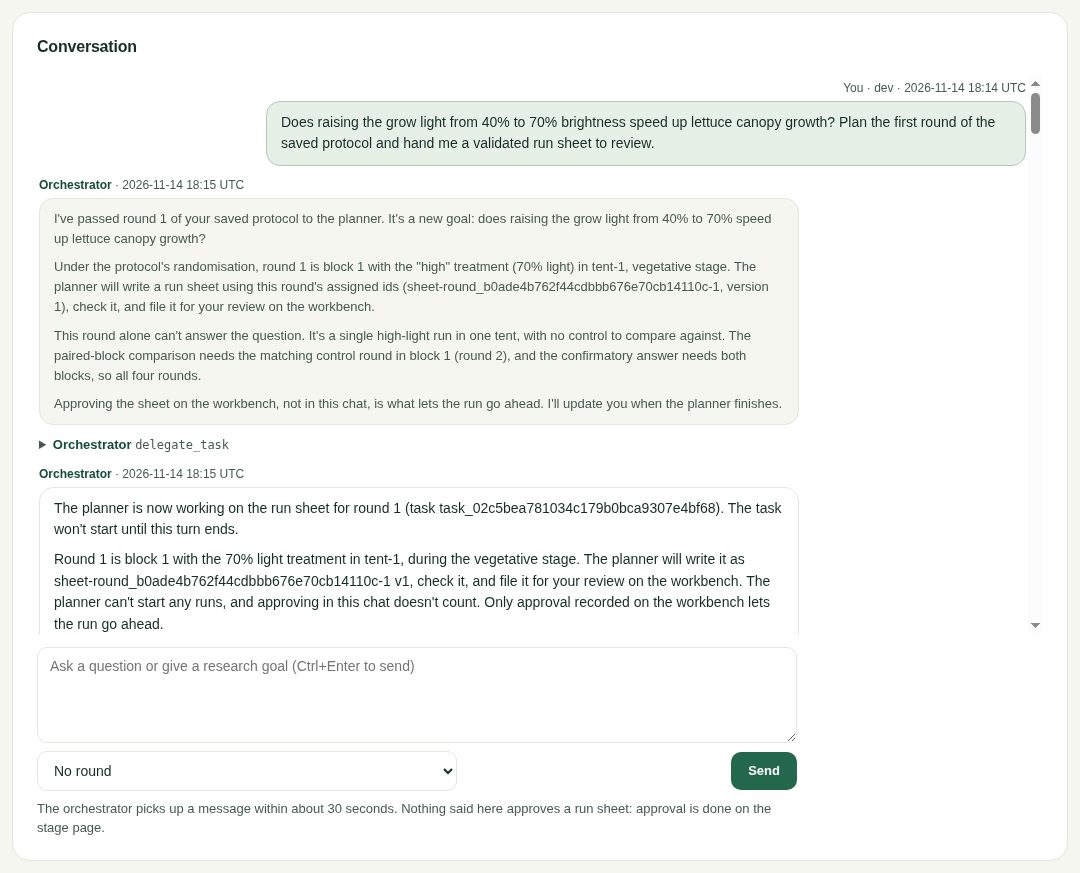 Conversation
You · dev · 2026-11-14 18:14 UTC
Does raising the grow light from 40% to 70% brightness speed up lettuce canopy growth? Plan the first round of the
saved protocol and hand me a validated run sheet to review.
Orchestrator · 2026-11-14 18:15 UTC
I've passed round 1 of your saved protocol to the planner. It's a new goal: does raising the grow light from 40% to 70% speed
up lettuce canopy growth?
Under the protocol's randomisation, round 1 is block 1 with the "high" treatment (70% light) in tent-1, vegetative stage. The
planner will write a run sheet using this round's assigned ids (sheet-round_b0ade4b762f44cdbbb676e70cb14110c-1, version
1), check it, and file it for your review on the workbench.
This round alone can't answer the question. It's a single high-light run in one tent, with no control to compare against. The
paired-block comparison needs the matching control round in block 1 (round 2), and the confirmatory answer needs both
blocks, so all four rounds.
Approving the sheet on the workbench, not in this chat, is what lets the run go ahead. I'll update you when the planner finishes.
Orchestrator delegate_task
Orchestrator · 2026-11-14 18:15 UTC
The planner is now working on the run sheet for round 1 (task task_02c5bea781034c179b0bca9307e4bf68). The task
won't start until this turn ends.
Round 1 is block 1 with the 70% light treatment in tent-1, during the vegetative stage. The planner will write it as
sheet-round_b0ade4b762f44cdbbb676e70cb14110c-1 v1, check it, and file it for your review on the workbench. The
planner can't start any runs, and approving in this chat doesn't count. Only approval recorded on the workbench lets
the run go ahead.
Ask a question or give a research goal (Ctrl+Enter to send)
No round
Send
The orchestrator picks up a message within about 30 seconds. Nothing said here approves a run sheet: approval is done on the
stage page.